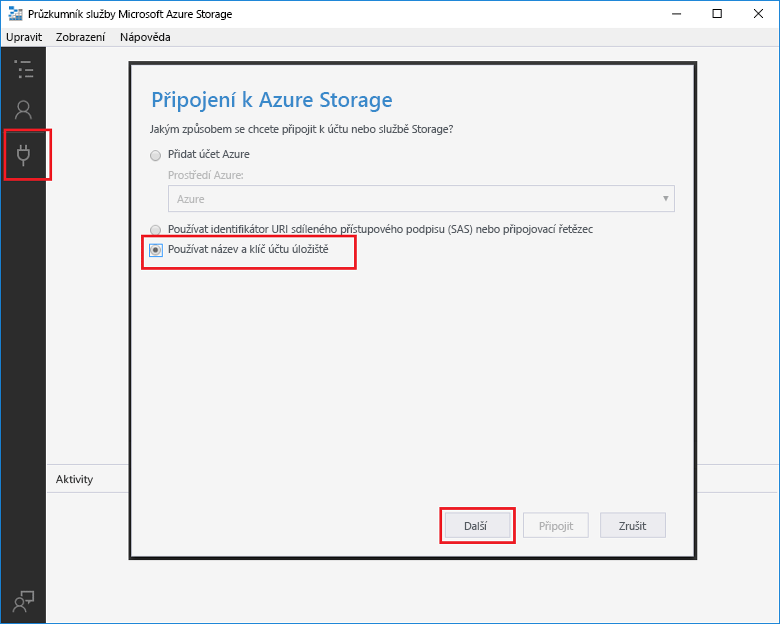 Průzkumník služby Microsoft Azure Storage
Upravit Zobrazení Nápověda
Připojení k Azure Storage
Jakým způsobem se chcete připojit k účtu nebo službě Storage?
Přidat účet Azure
Prostředí Azure:
Azure
Používat identifikátor URI sdíleného přístupového podpisu (SAS) nebo připojovací řetězec
Používat název a klíč účtu úložiště
Aktivity
Další Připojit Zrušit